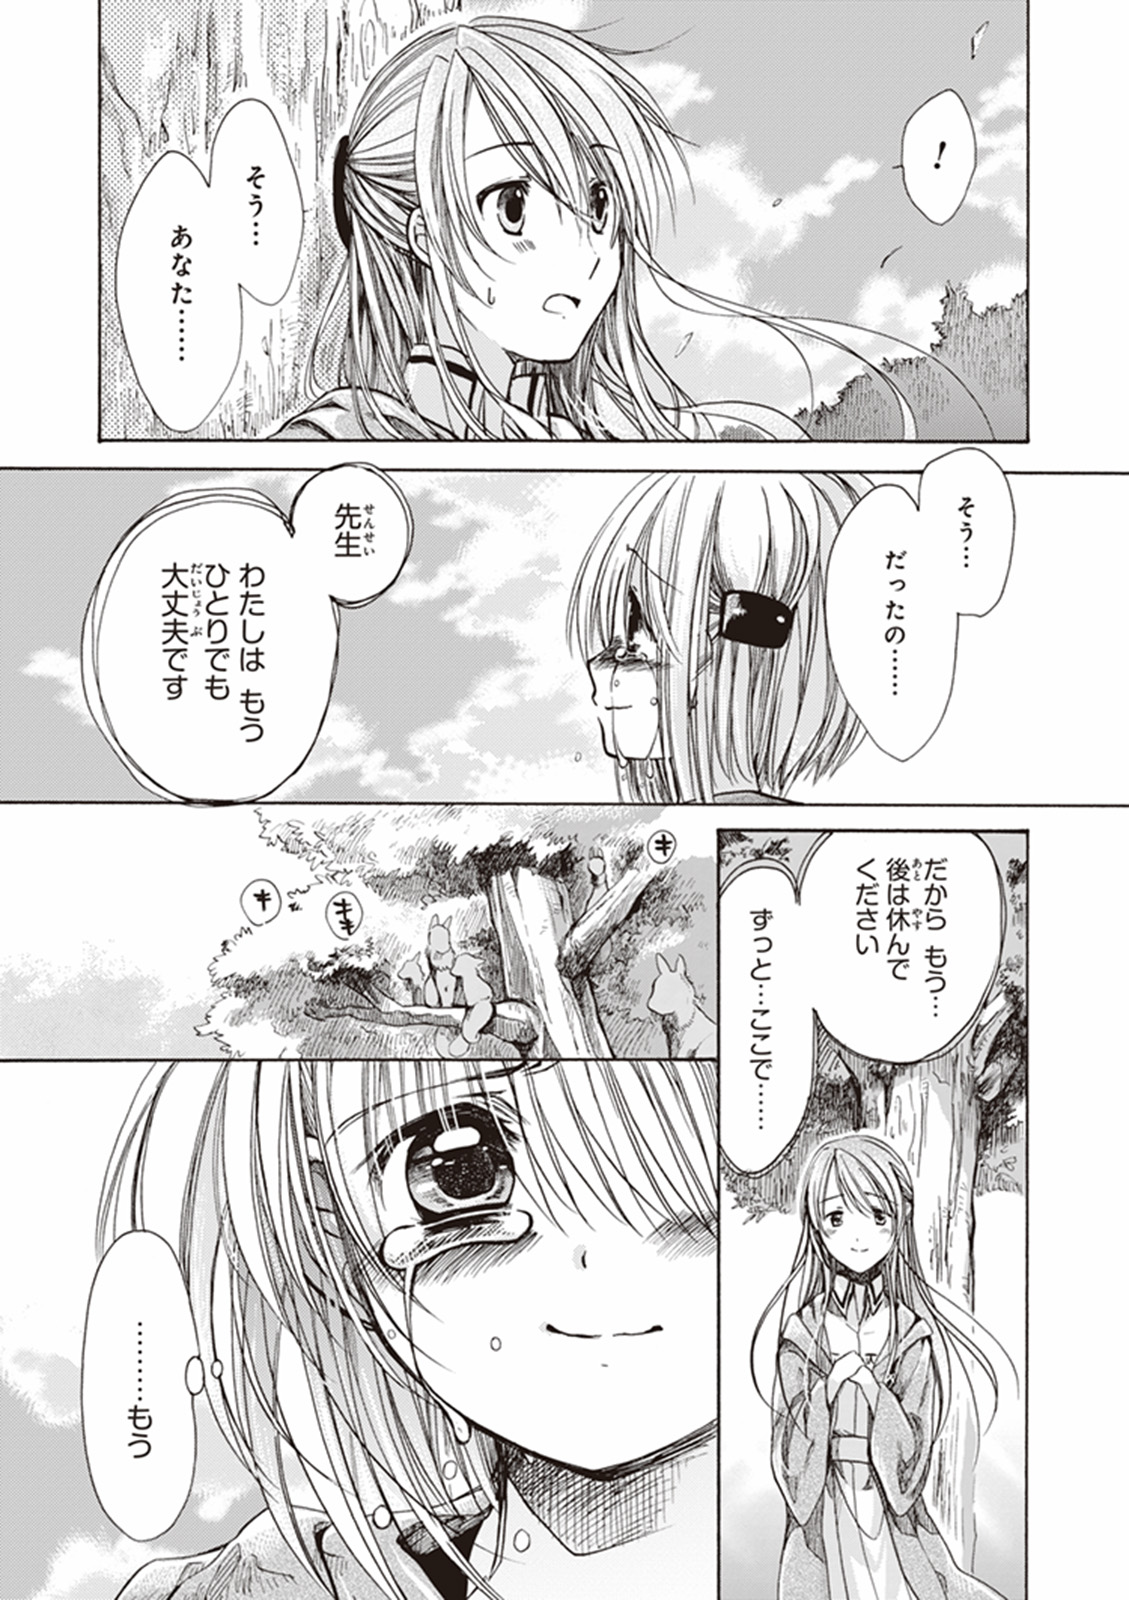 ！
そう…
あなた……
そう…
だったの……
先生
わたしは もう
ひとりでも
大丈夫です
だから もう…
後は休んで
ください
ずっと…ここで……
キ
キキ
キ
………もう